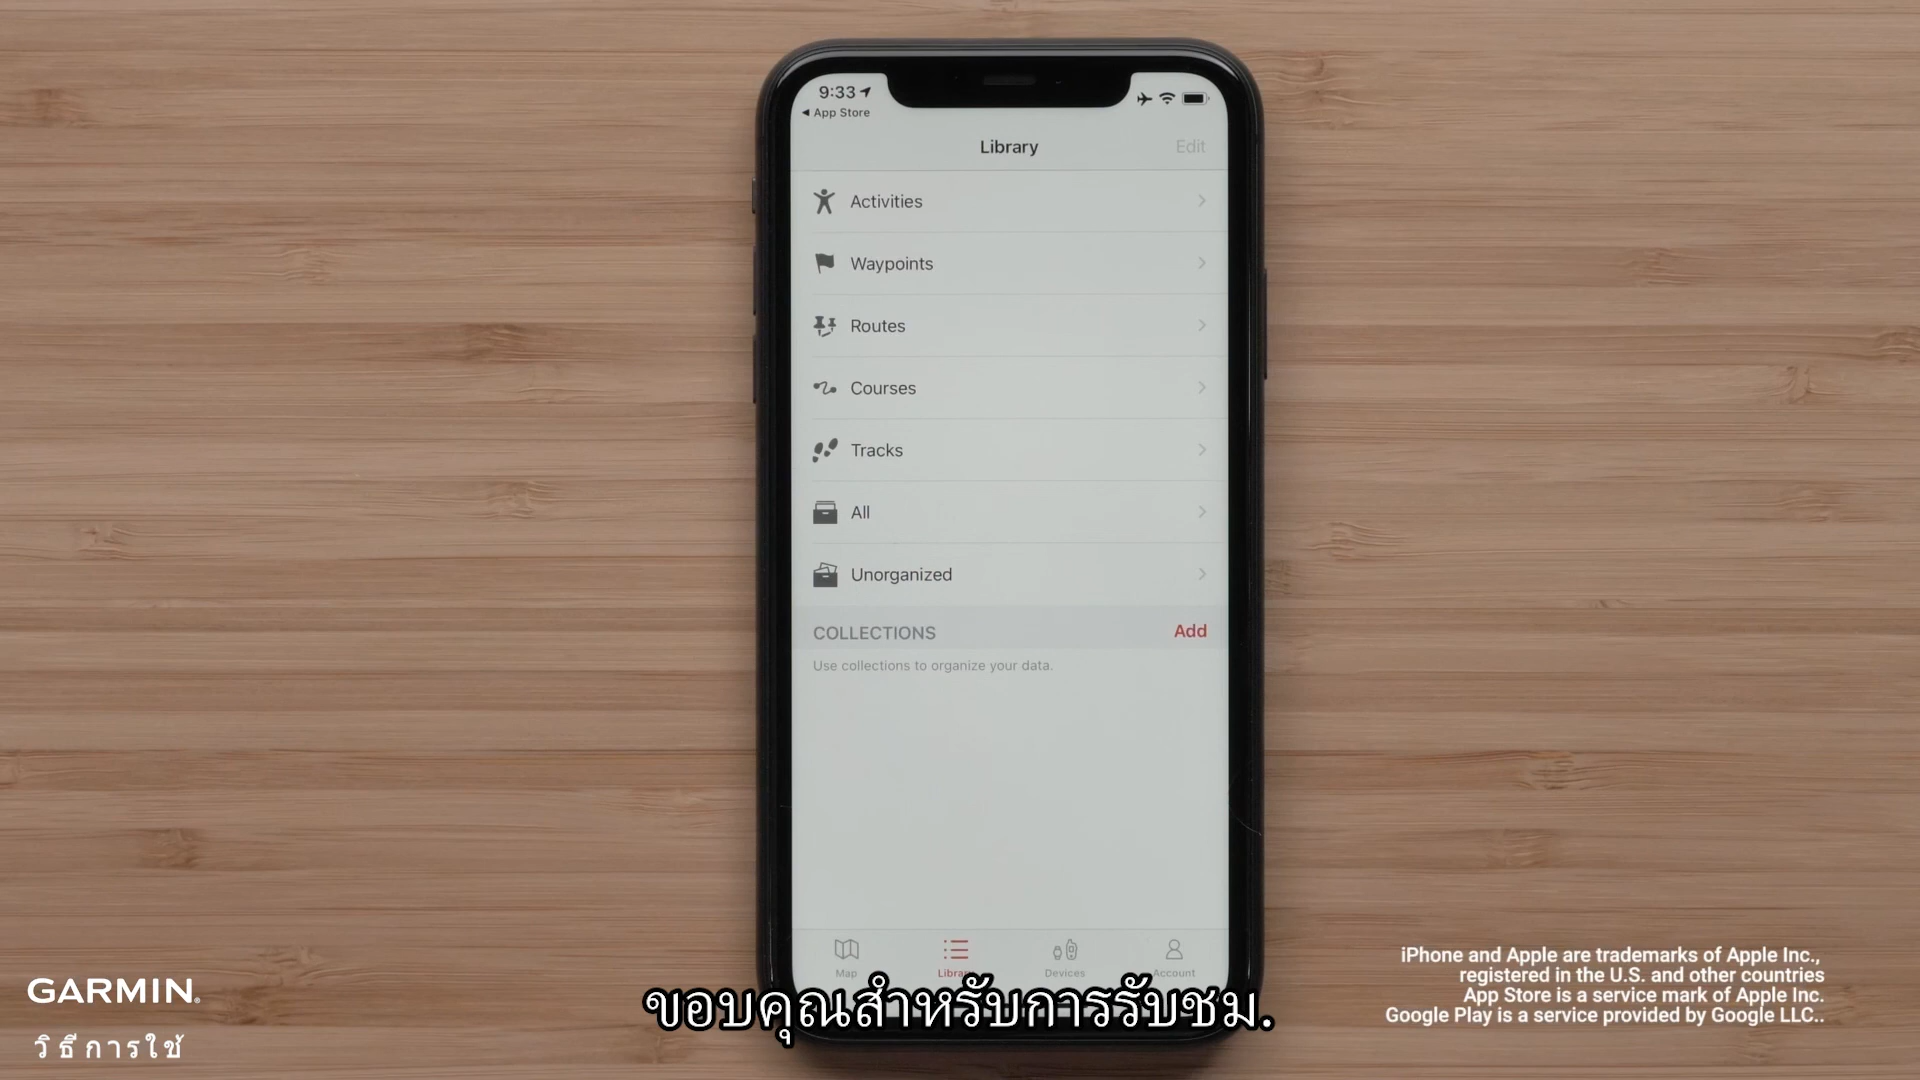 9:33
App Store
Library
Edit
Activities
Waypoints
Routes
Courses
Tracks
All
Unorganized
COLLECTIONS
Add
Use collections to organize your data.
Map
Library
Devices
Account
ขอบคุณสำหรับการรับชม.
GARMIN.
วิธีการใช้
iPhone and Apple are trademarks of Apple Inc.,
registered in the U.S. and other countries
App Store is a service mark of Apple Inc.
Google Play is a service provided by Google LLC..